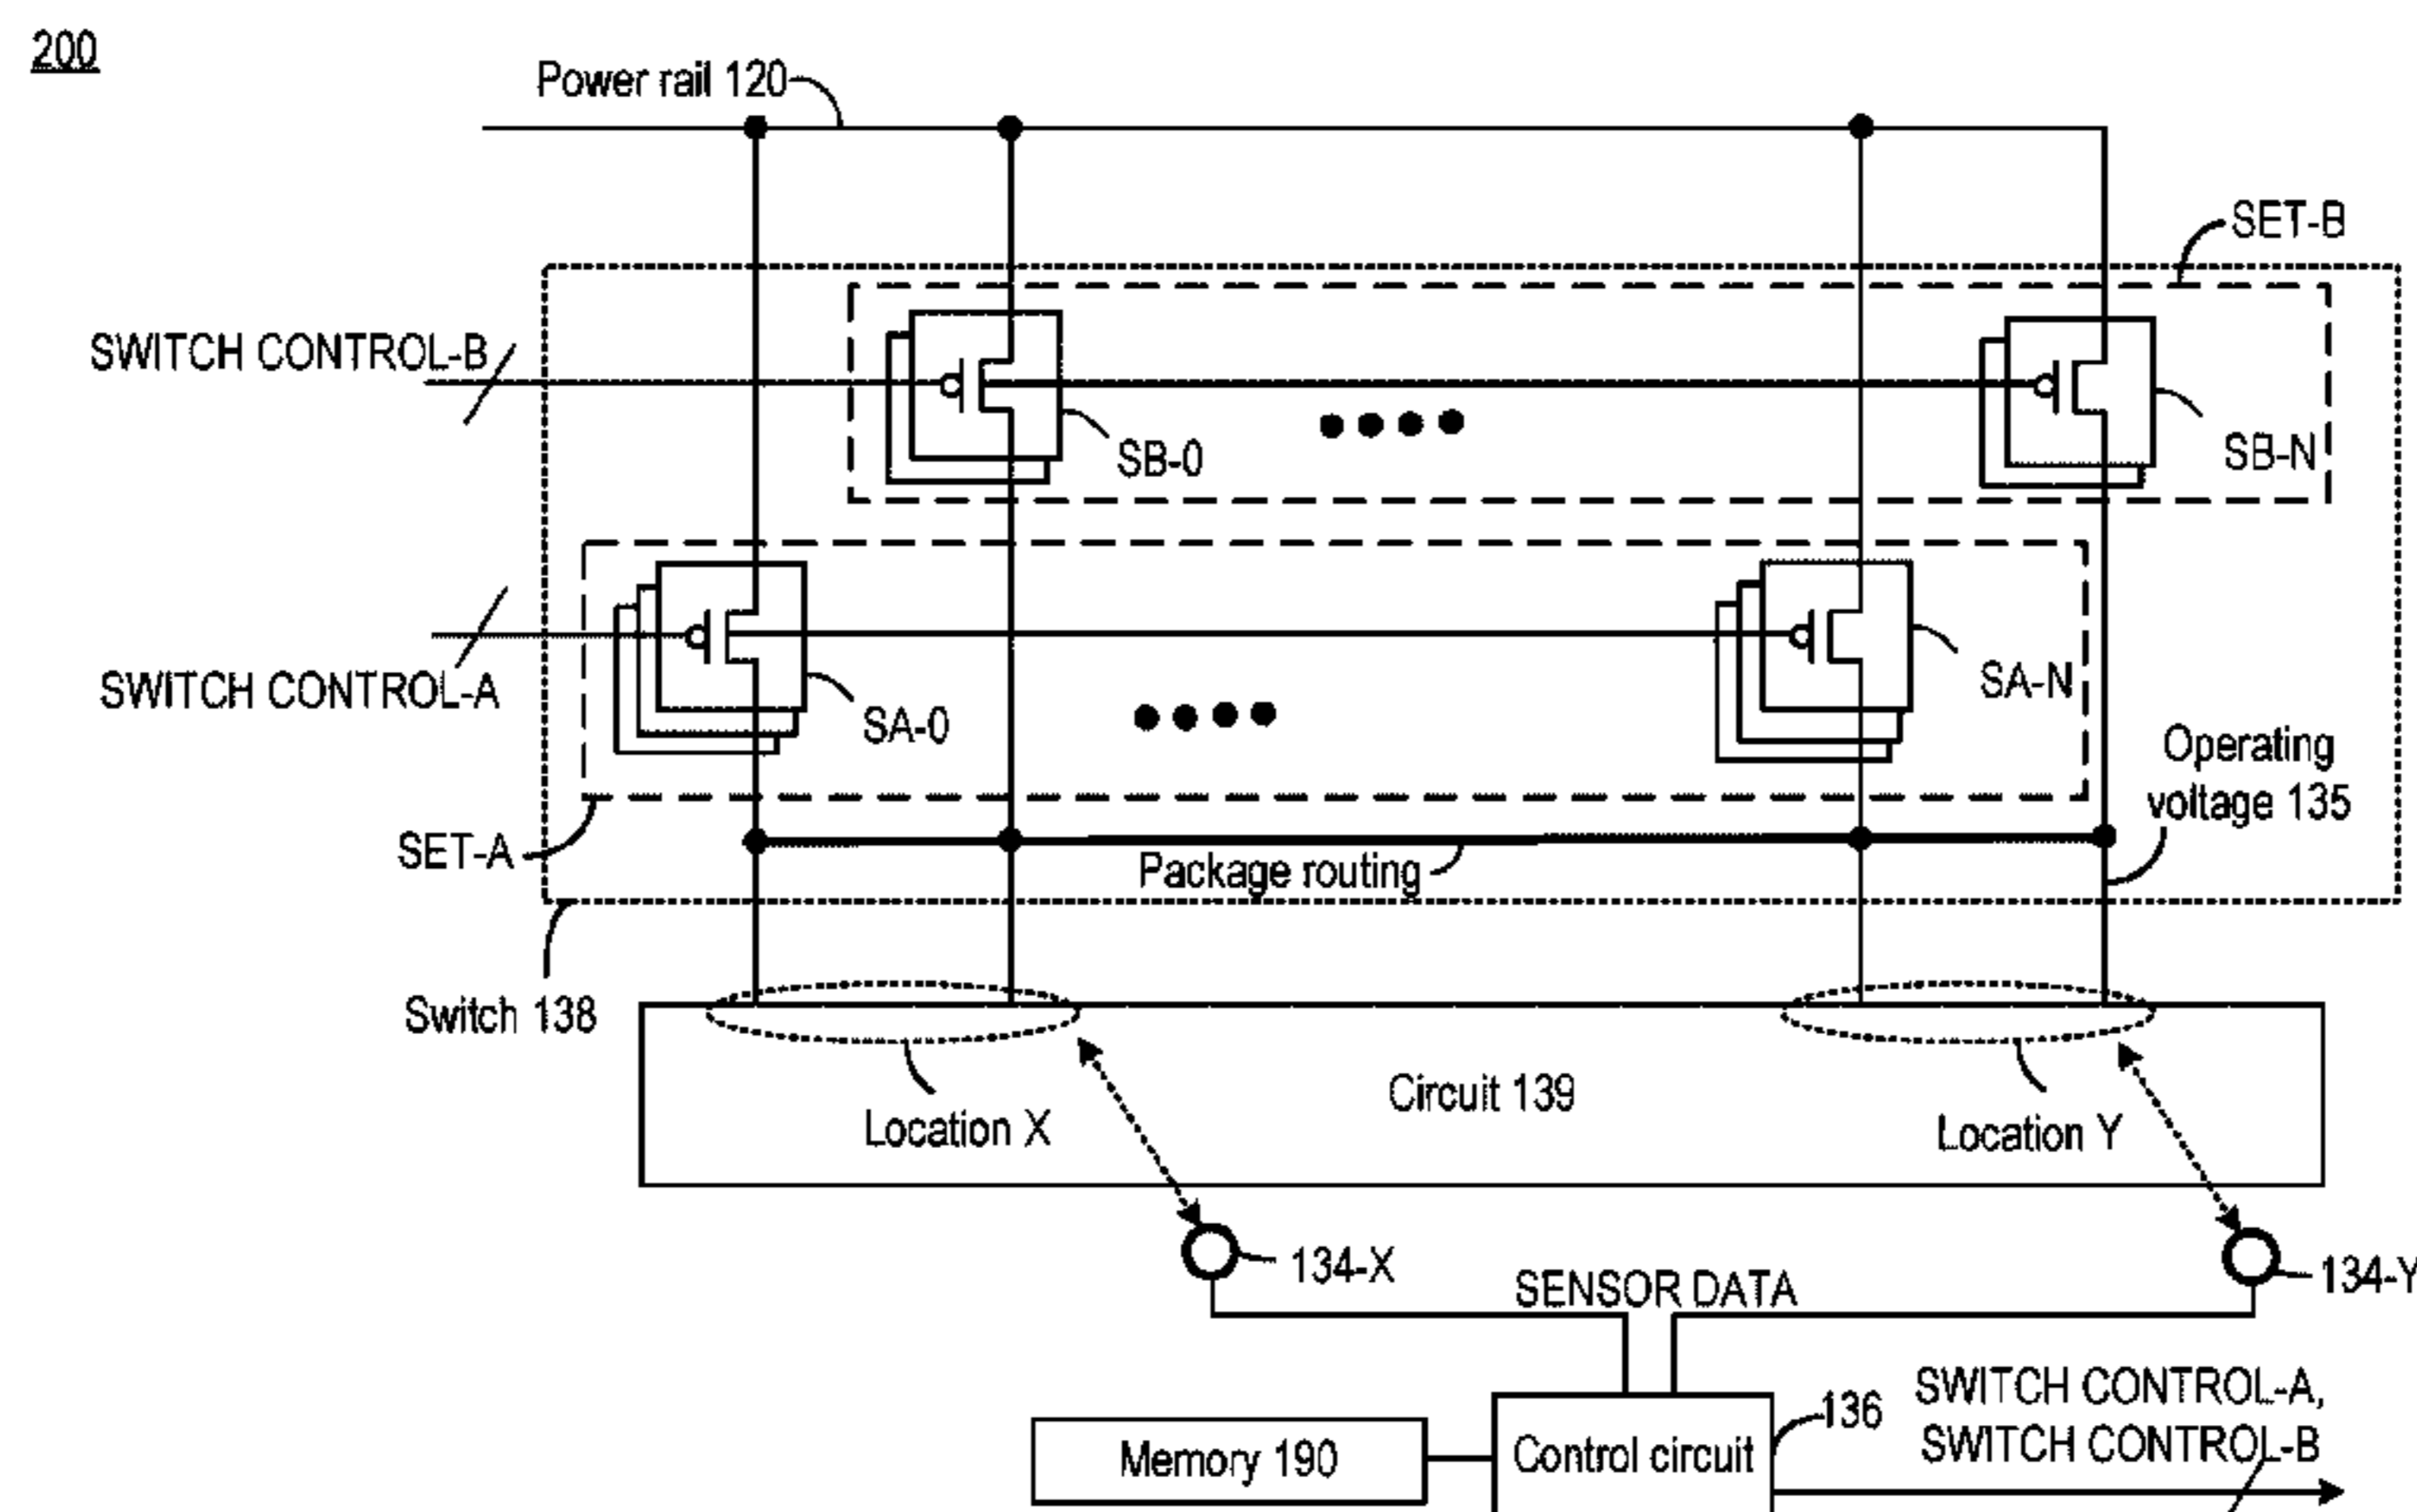 200
Power rail 120
SET-B
SWITCH CONTROL-B
SB-0
SB-N
SWITCH CONTROL-A
SA-0
SA-N
Operating
voltage 135
SET-A
Package routing
Switch 138
Circuit 139
Location X
Location Y
134-X
134-Y
SENSOR DATA
136
SWITCH CONTROL-A,
SWITCH CONTROL-B
Memory 190
Control circuit